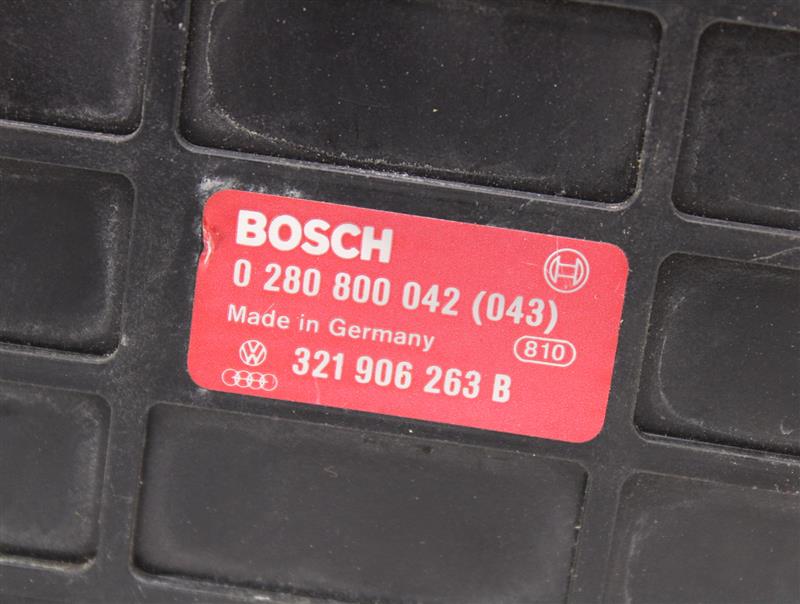 BOSCH
0 280 800 042 (043)
Made in Germany
810
321 906 263 B